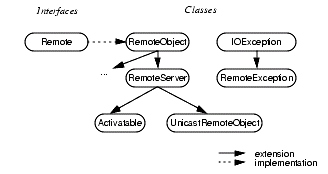 Interfaces Classes
Remote RemoteObject IOException
...
RemoteServer RemoteException
Activatable UnicastRemoteObject
extension
implementation